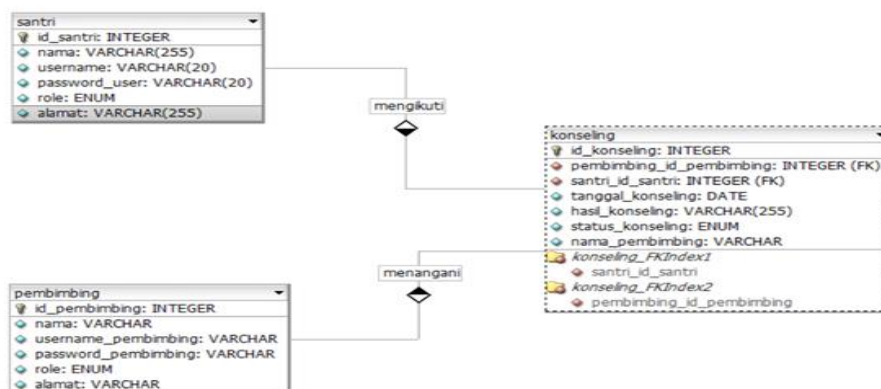 santri
id_santri: INTEGER
nama: VARCHAR(255)
username: VARCHAR(20)
password_user: VARCHAR(20)
role: ENUM
alamat: VARCHAR(255)
mengikuti
konseling
id_konseling: INTEGER
pembimbing_id_pembimbing: INTEGER (FK)
santri_id_santri: INTEGER (FK)
tanggal_konseling: DATE
hasil_konseling: VARCHAR(255)
status_konseling: ENUM
nama_pembimbing: VARCHAR
konseling_FKIndex1
santri_id_santri
konseling_FKIndex2
pembimbing_id_pembimbing
menangani
pembimbing
id_pembimbing: INTEGER
nama: VARCHAR
username_pembimbing: VARCHAR
password_pembimbing: VARCHAR
role: ENUM
alamat: VARCHAR